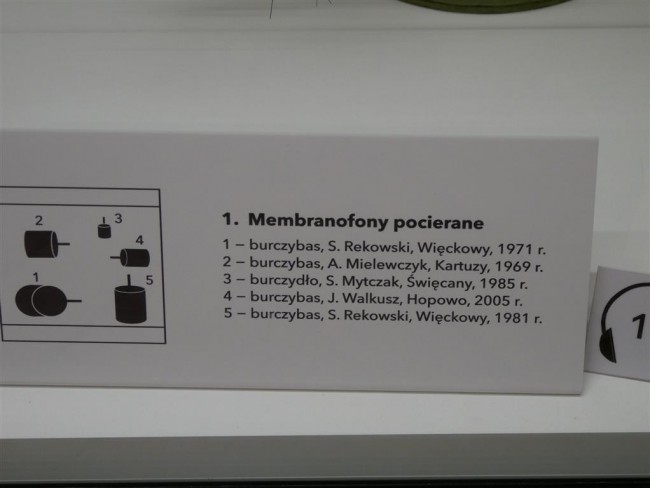 2
3
4
1
5
1. Membranofony pocierane
1 – burczybas, S. Rekowski, Więckowy, 1971 r.
2 – burczybas, A. Mielewczyk, Kartuzy, 1969 r.
3 – burczydło, S. Mytczak, Święcany, 1985 r.
4 – burczybas, J. Walkusz, Hopowo, 2005 r.
5 – burczybas, S. Rekowski, Więckowy, 1981 r.
1